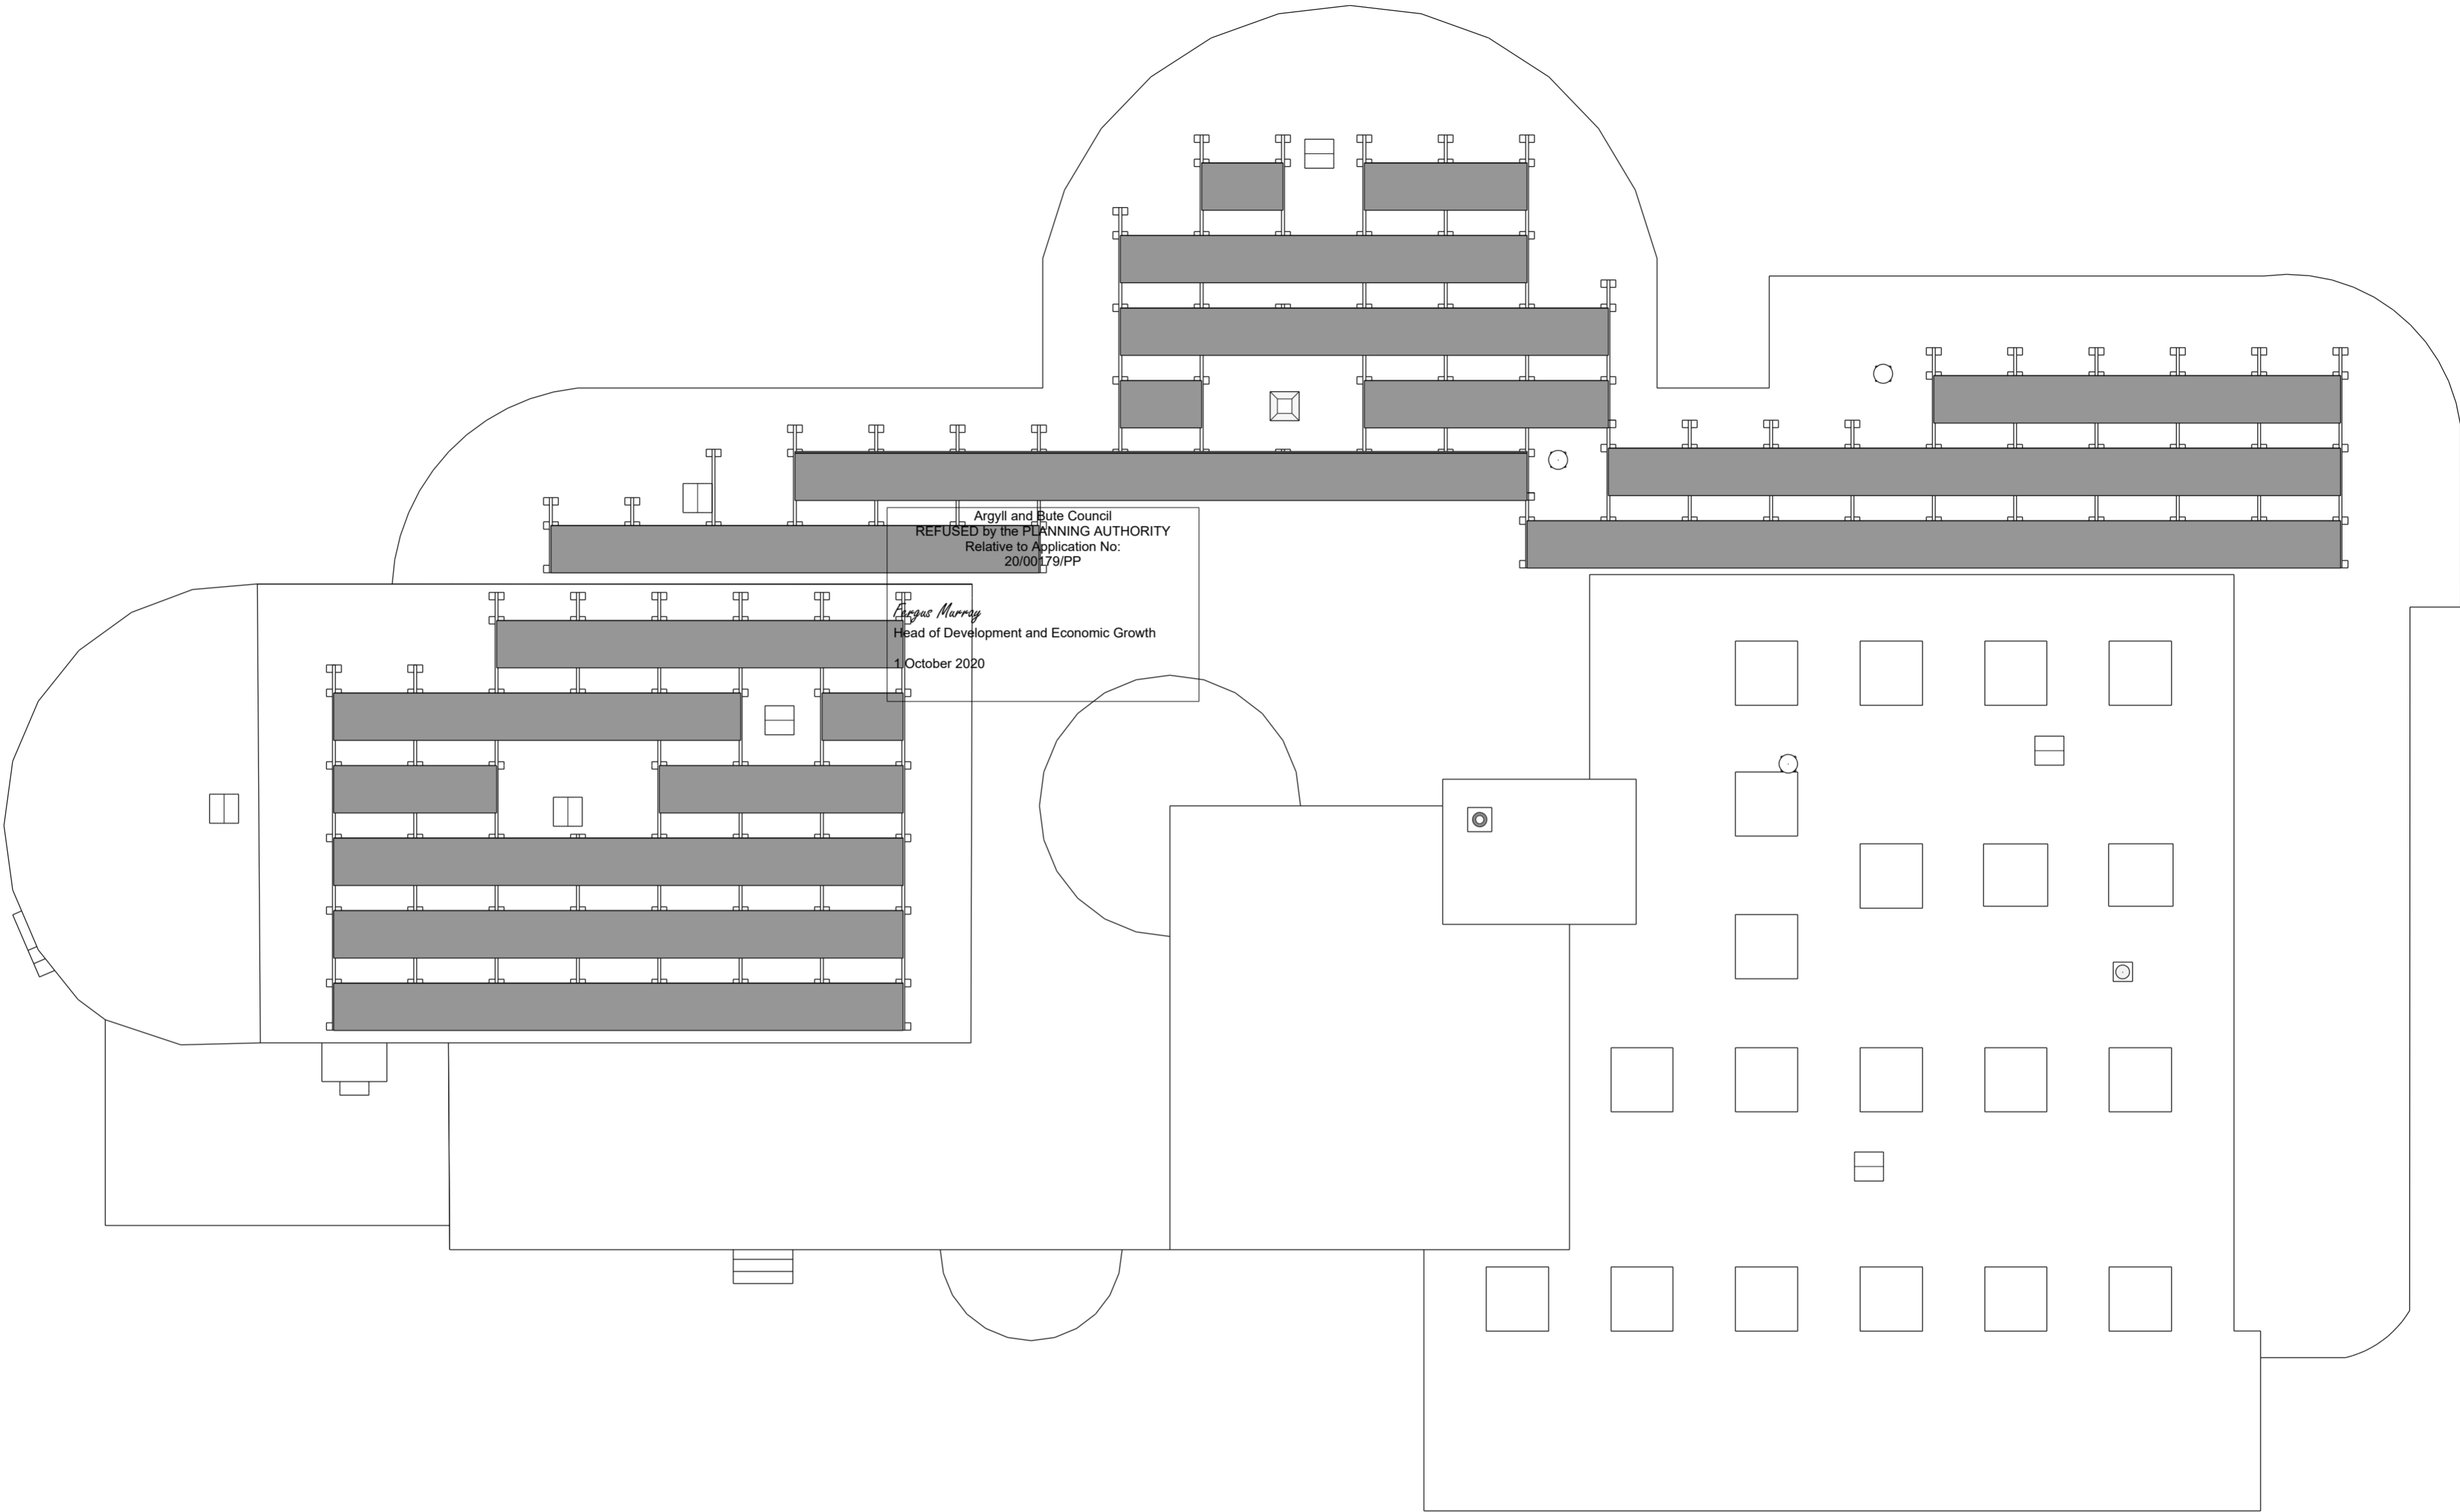 Argyll and Bute Council
REFUSED by the PLANNING AUTHORITY
Relative to Application No:
20/00179/PP
Fergus Murray
Head of Development and Economic Growth
1 October 2020